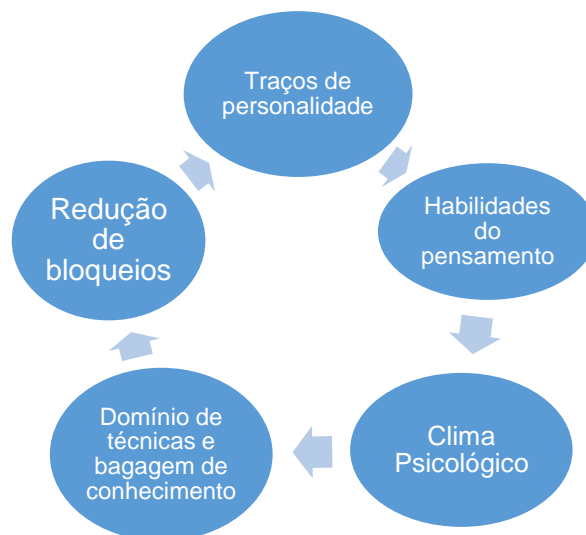 Traços de
personalidade
Habilidades
do
pensamento
Clima
Psicológico
Domínio de
técnicas e
bagagem de
conhecimento
Redução
de
bloqueios